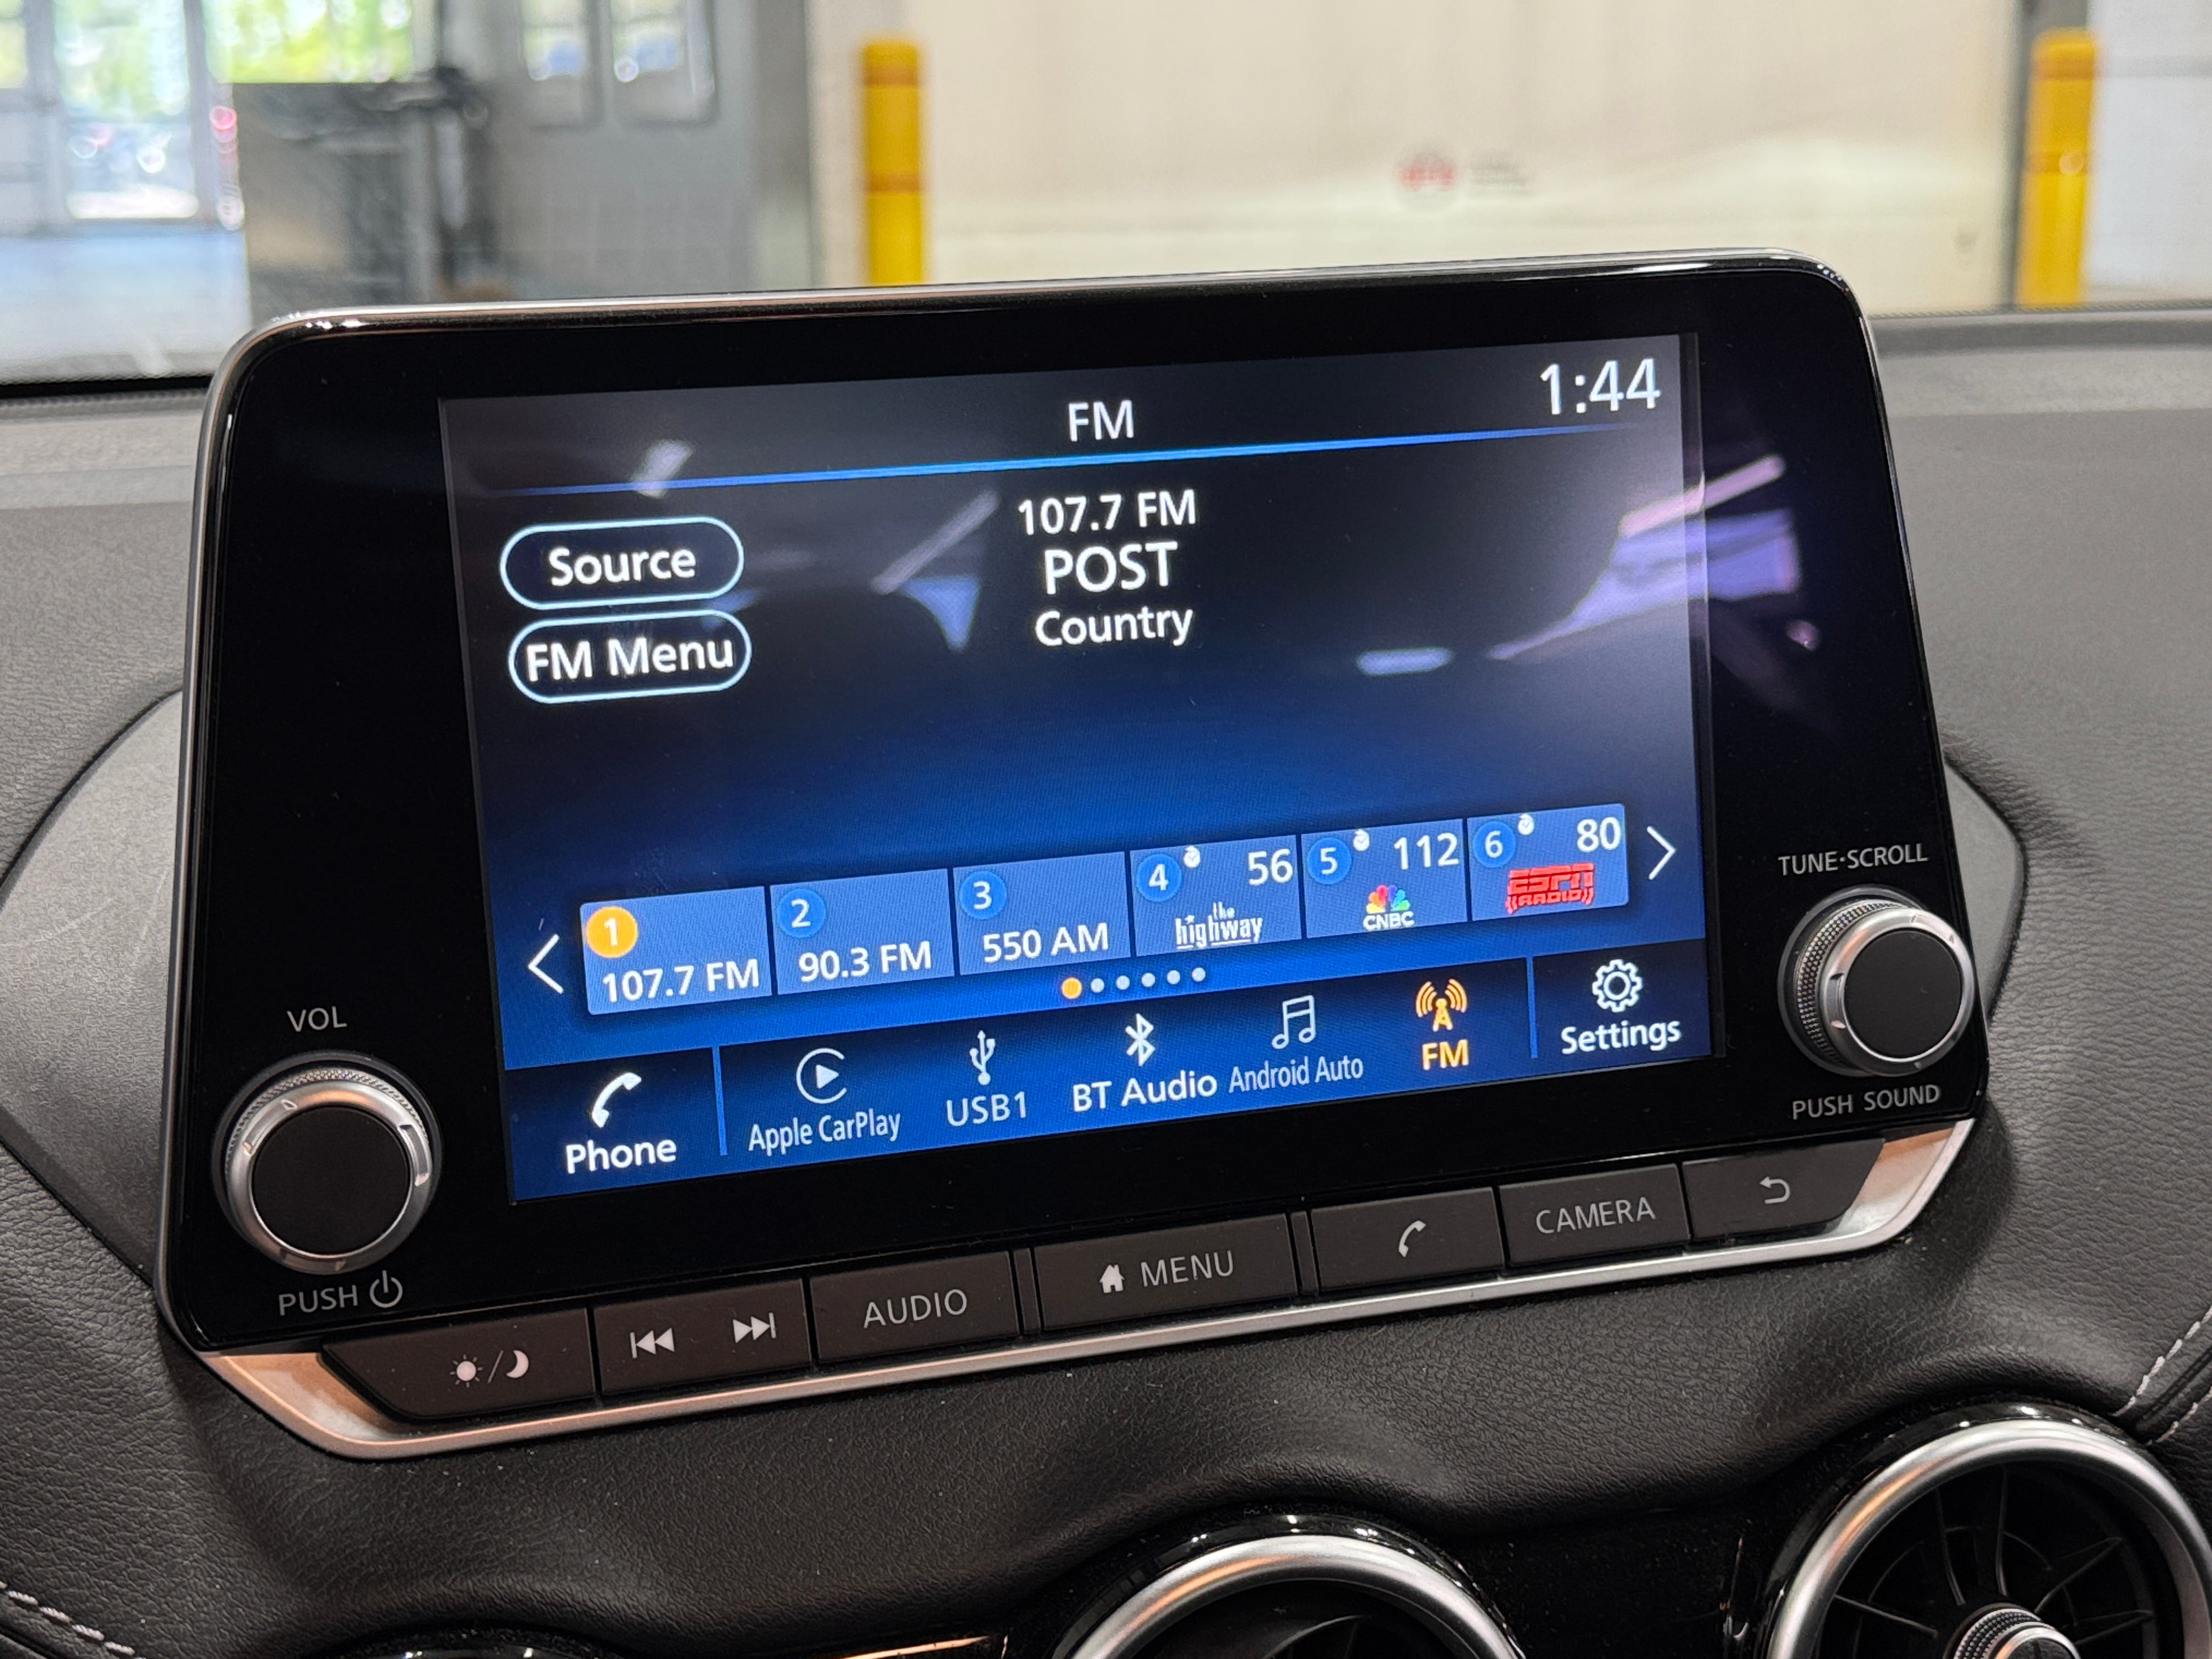 FM
1:44
Source
FM Menu
107.7 FM
POST
Country
1
107.7 FM
2
90.3 FM
3
550 AM
4
56
the
highway
5
112
CNBC
6
80
ESPN
RADIO
Phone
Apple CarPlay
USB1
BT Audio
Android Auto
FM
Settings
VOL
PUSH
TUNE·SCROLL
PUSH SOUND
AUDIO
MENU
CAMERA